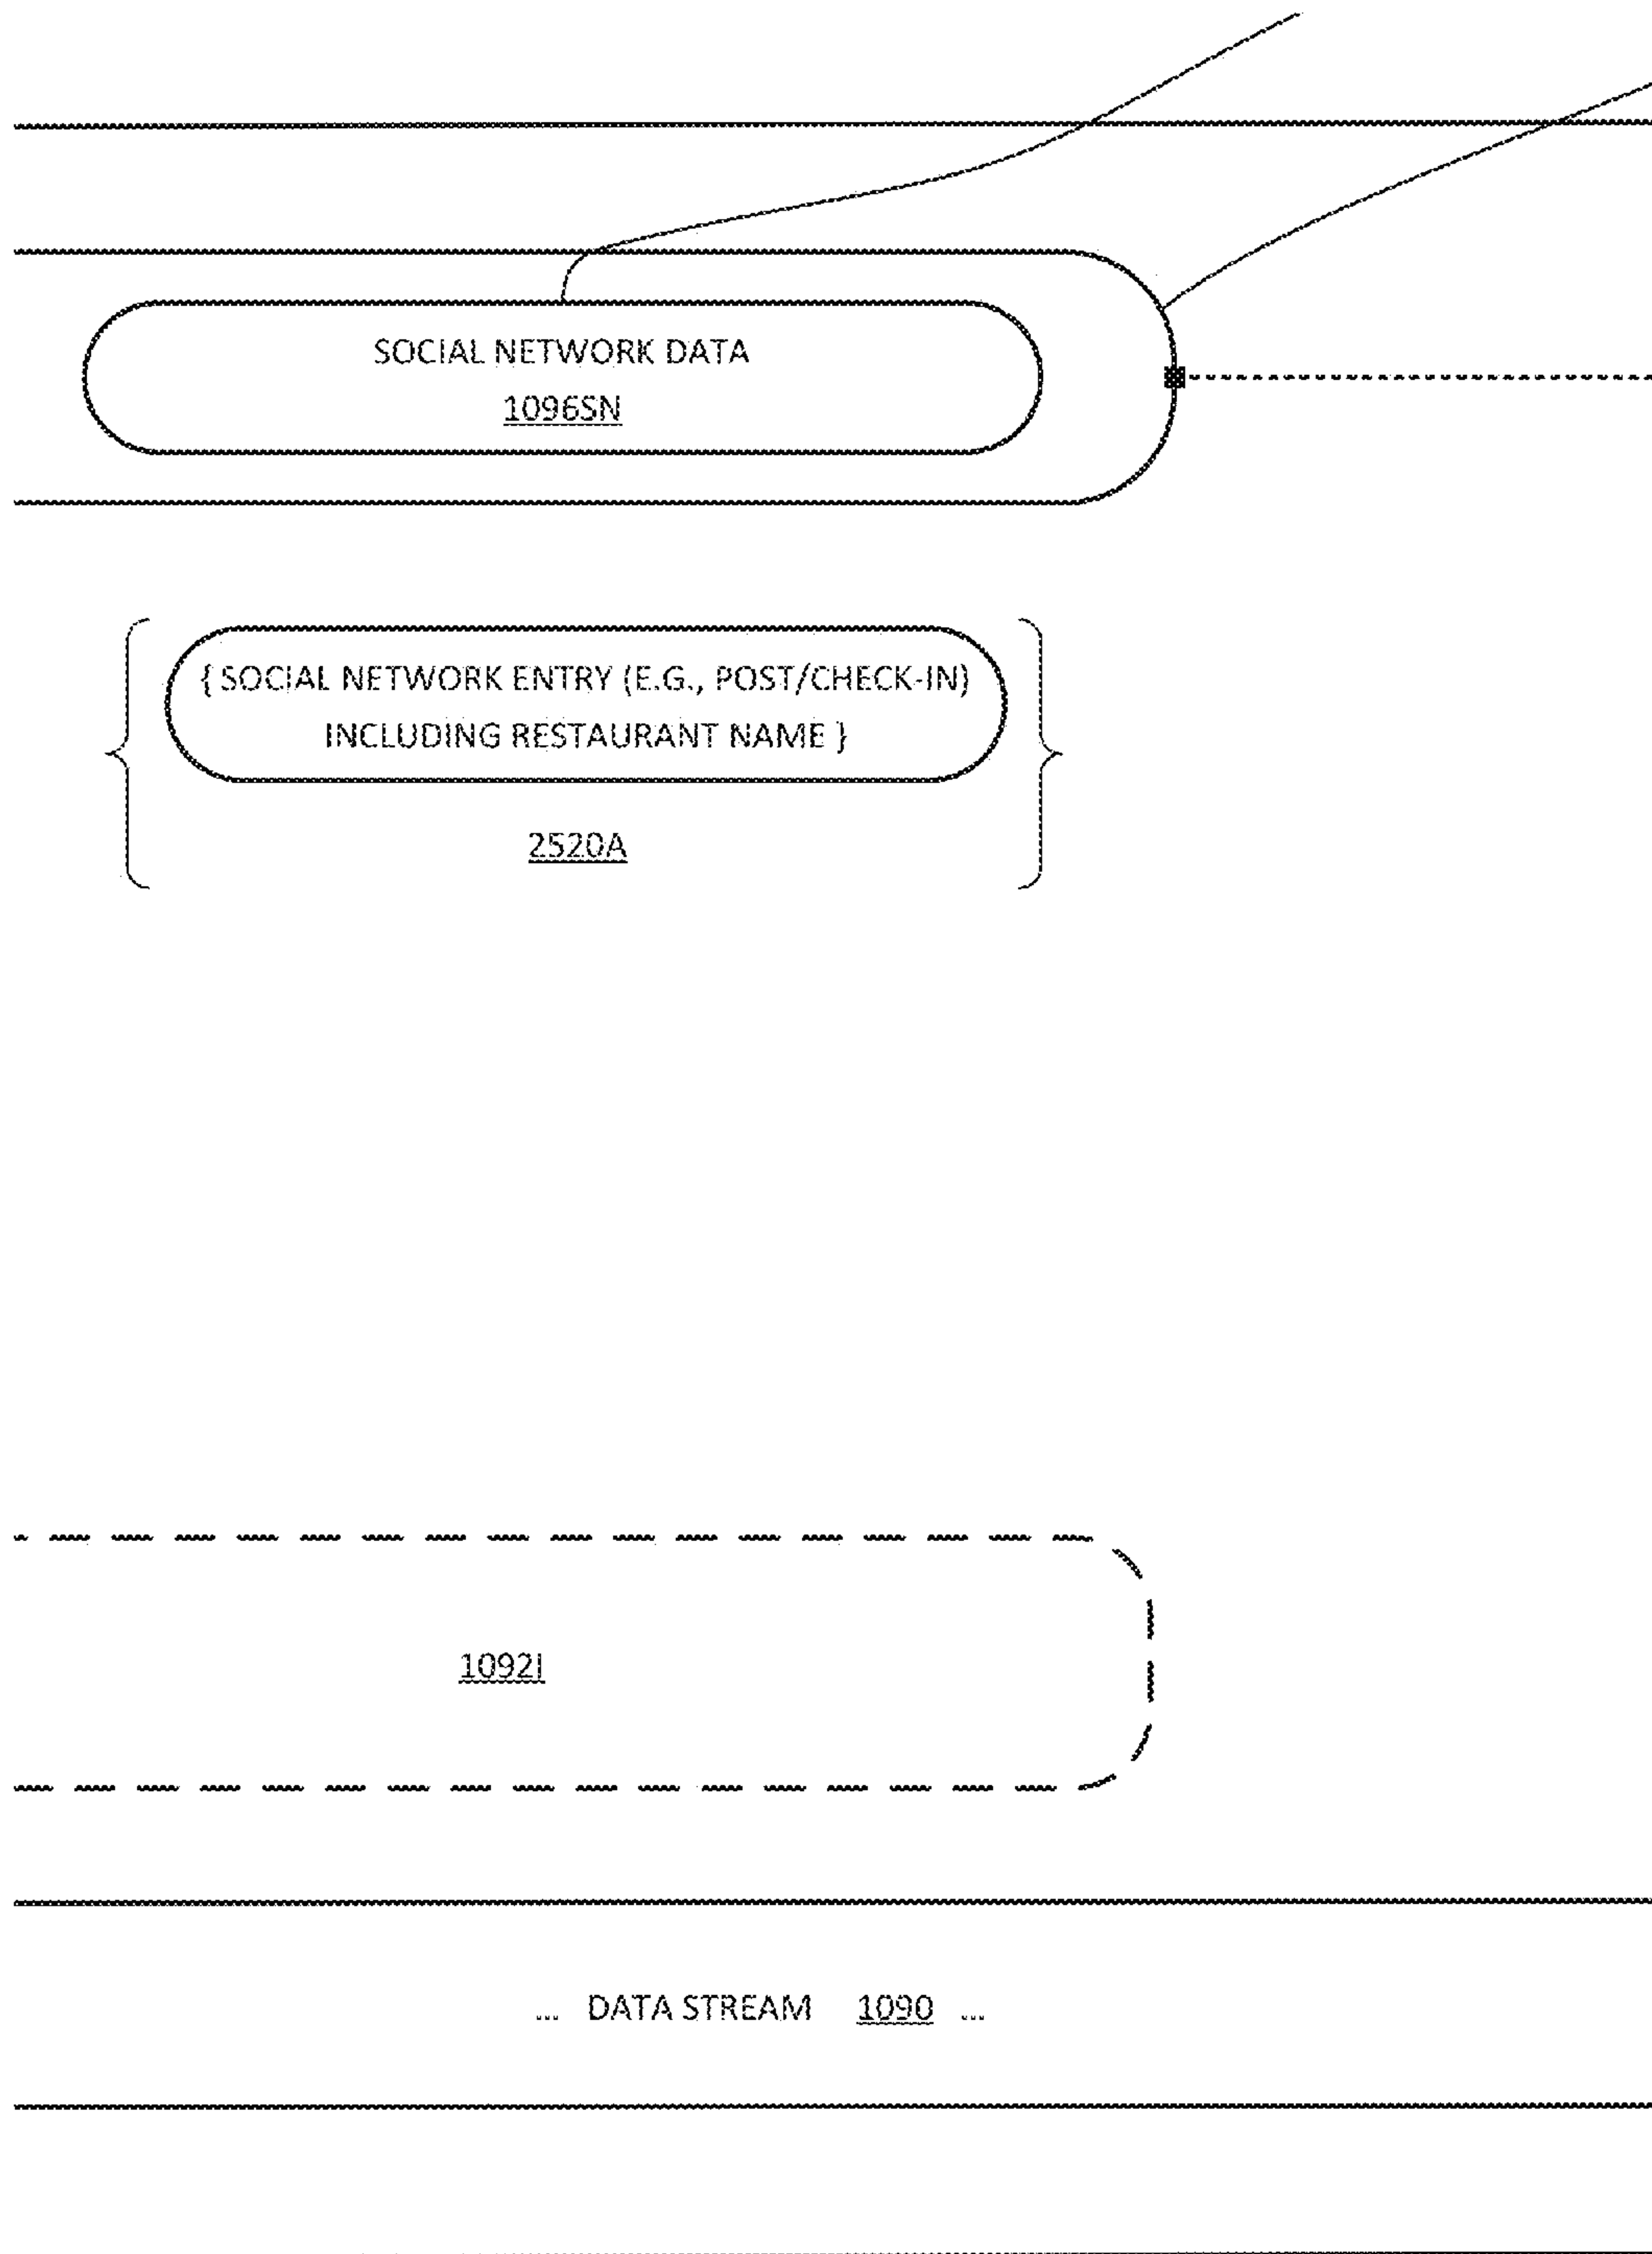 SOCIAL NETWORK DATA
1096SN
{ SOCIAL NETWORK ENTRY (E.G., POST/CHECK-IN)
INCLUDING RESTAURANT NAME }
2520A
1092I
... DATA STREAM 1090 ...